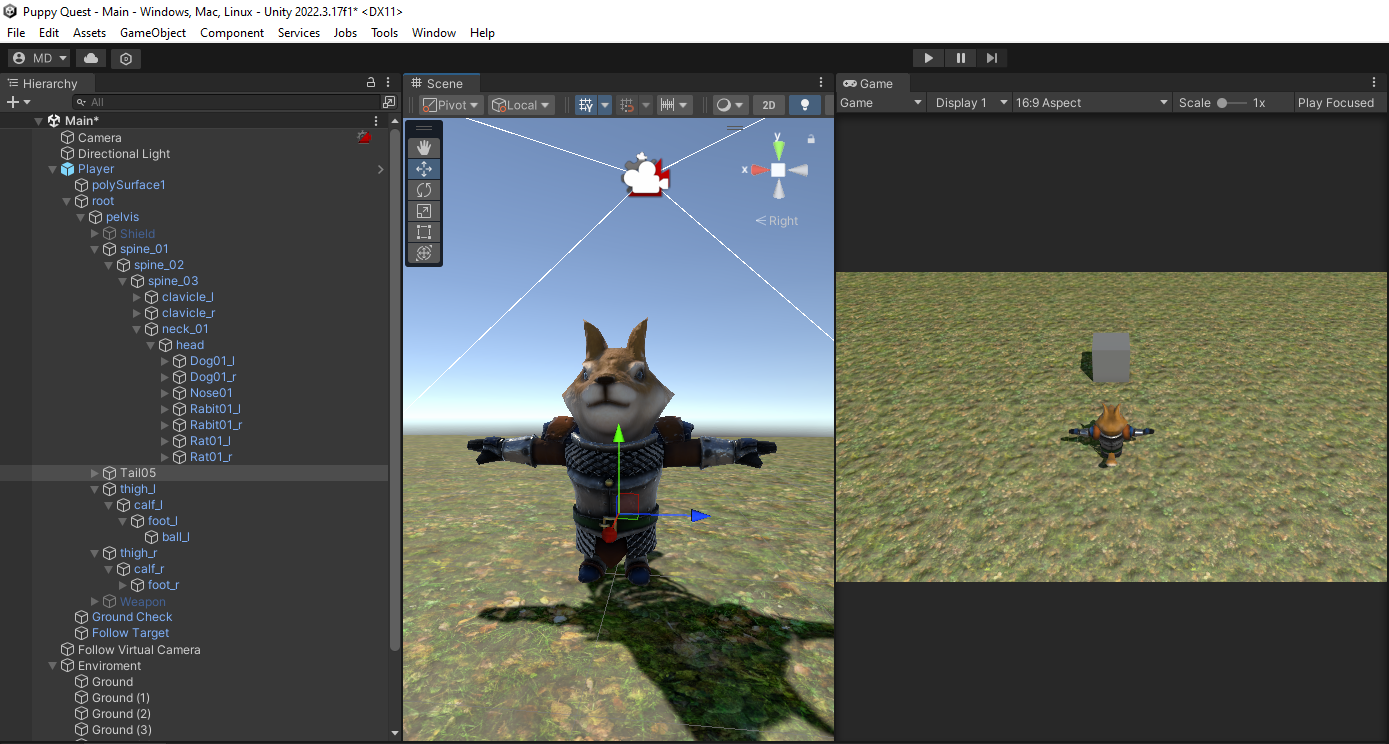 Puppy Quest - Main - Windows, Mac, Linux - Unity 2022.3.17f1* <DX11>
File Edit Assets GameObject Component Services Jobs Tools Window Help
MD
Hierarchy
All
Main*
Camera
Directional Light
Player
polySurface1
root
pelvis
Shield
spine_01
spine_02
spine_03
clavicle_l
clavicle_r
neck_01
head
Dog01_l
Dog01_r
Nose01
Rabit01_l
Rabit01_r
Rat01_l
Rat01_r
Tail05
thigh_l
calf_l
foot_l
ball_l
thigh_r
calf_r
foot_r
Weapon
Ground Check
Follow Target
Follow Virtual Camera
Enviroment
Ground
Ground (1)
Ground (2)
Ground (3)
Scene
Pivot Local 2D
y
x
Right
Game
Game Display 1 16:9 Aspect Scale 1x Play Focused